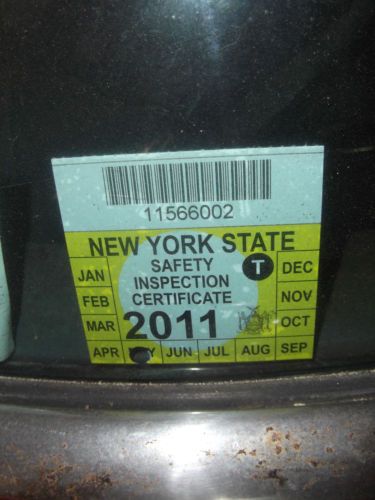 11566002
NEW YORK STATE
JAN SAFETY T DEC
FEB INSPECTION NOV
MAR CERTIFICATE OCT
2011
APR MAY JUN JUL AUG SEP